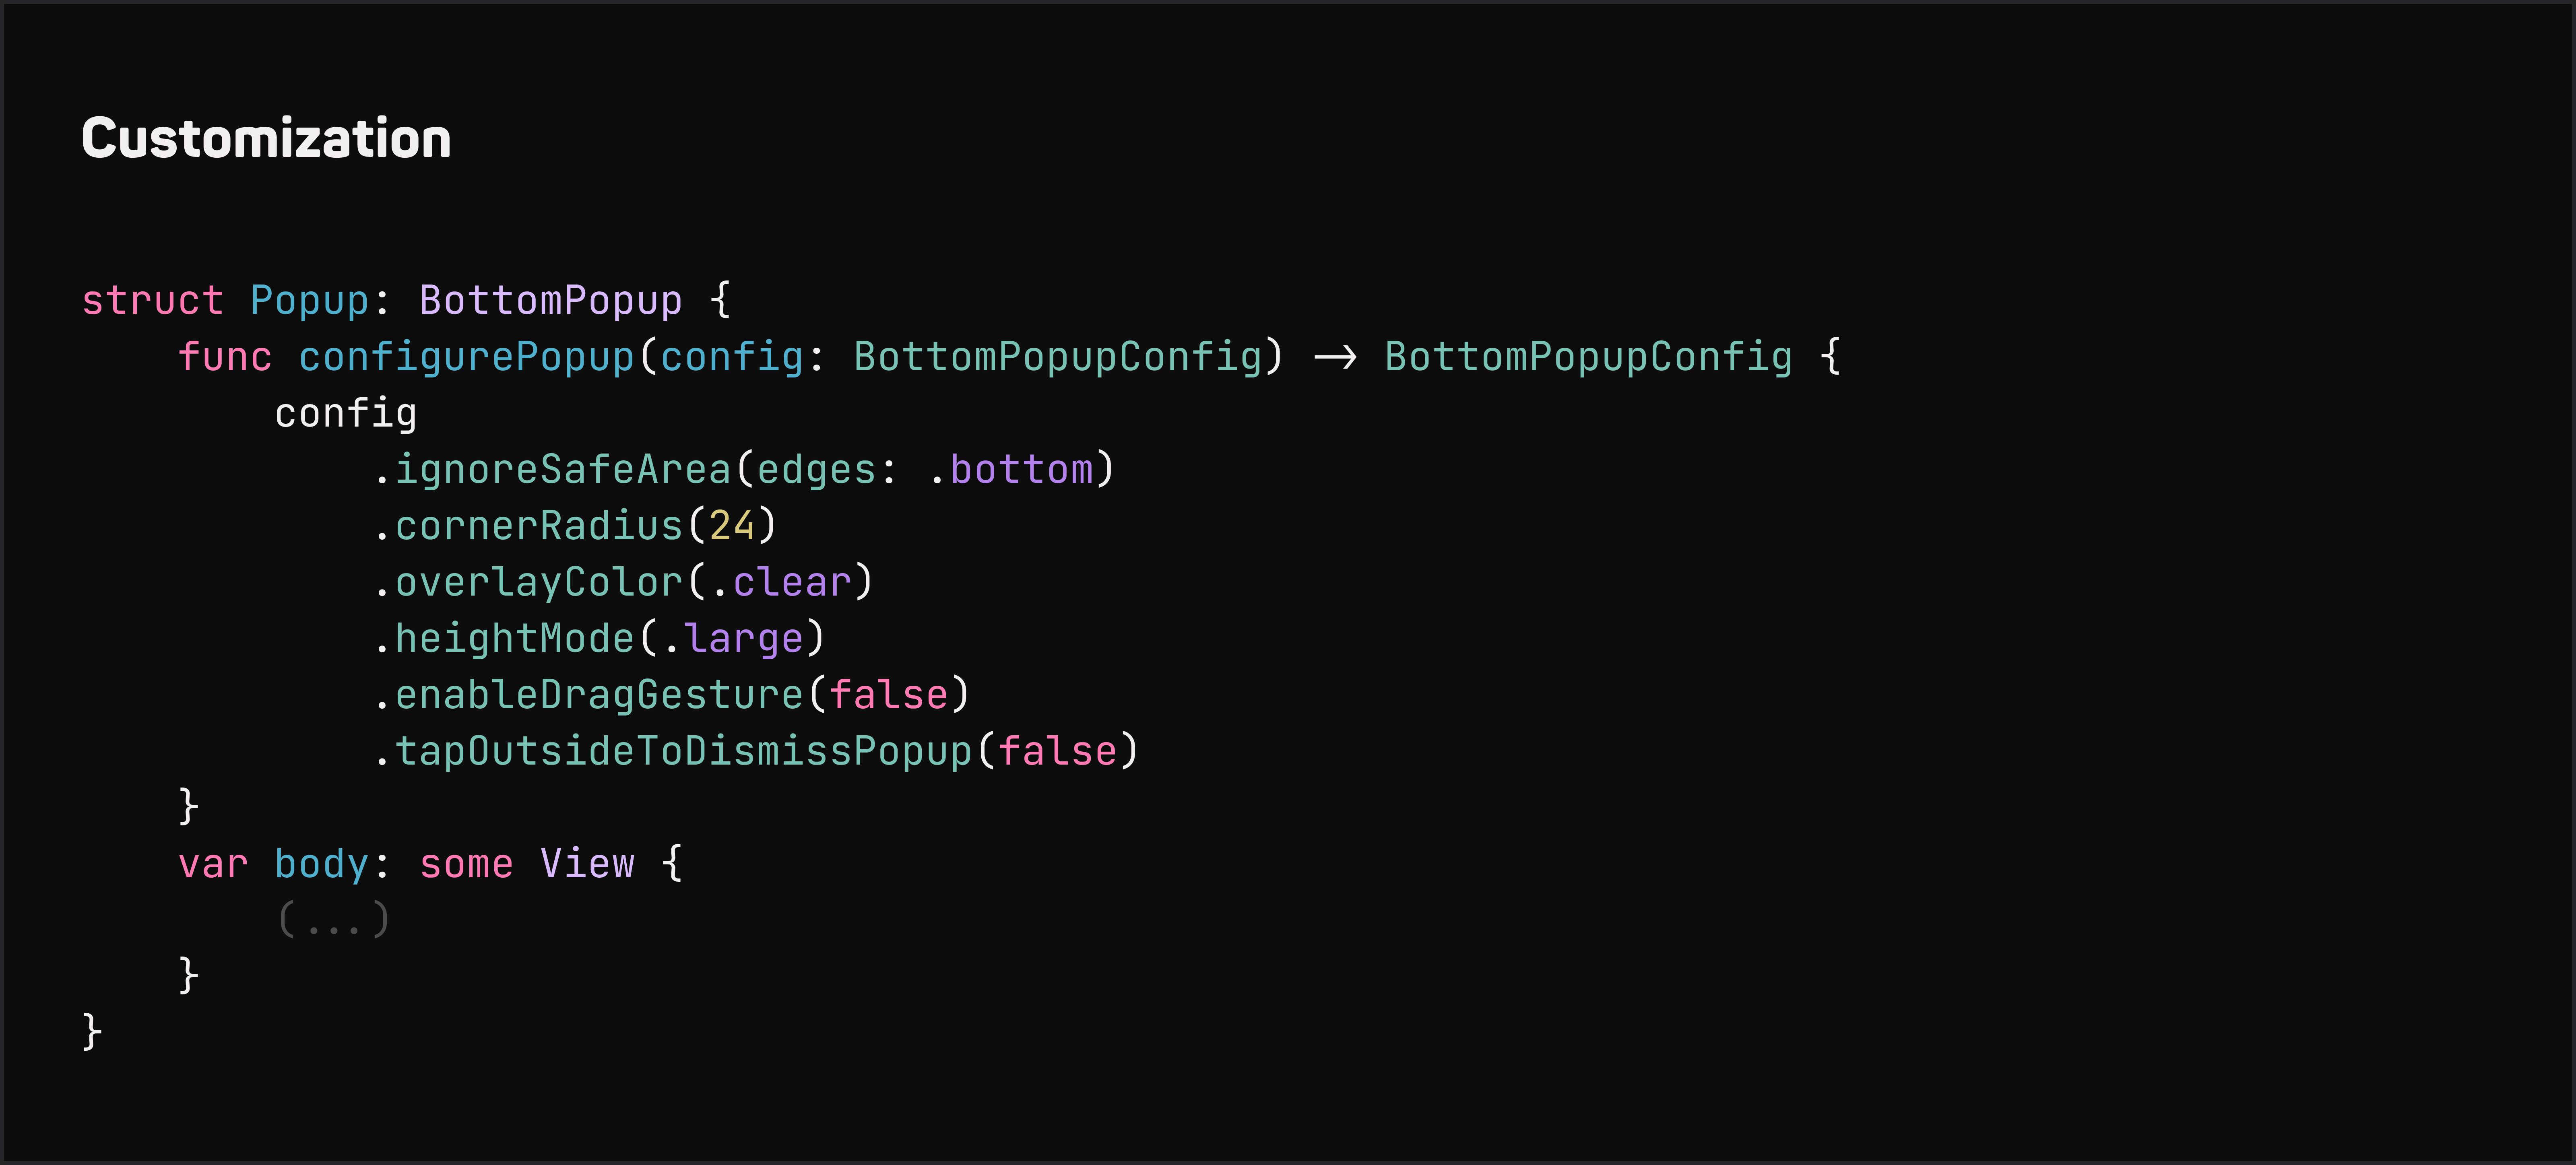 Customization
struct Popup: BottomPopup {
    func configurePopup(config: BottomPopupConfig) -> BottomPopupConfig {
        config
            .ignoreSafeArea(edges: .bottom)
            .cornerRadius(24)
            .overlayColor(.clear)
            .heightMode(.large)
            .enableDragGesture(false)
            .tapOutsideToDismissPopup(false)
    }
    var body: some View {
        (...)
    }
}